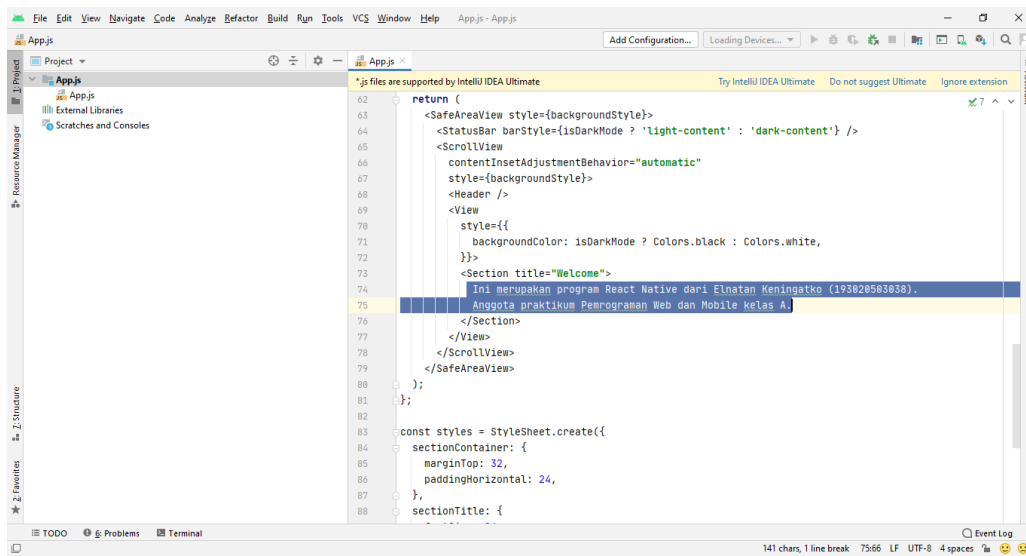 File Edit View Navigate Code Analyze Refactor Build Run Tools VCS Window Help App.js - App.js
App.js
Add Configuration...
Loading Devices...
Project
App.js
App.js
External Libraries
Scratches and Consoles
1: Project
Resource Manager
7: Structure
2: Favorites
App.js
*.js files are supported by IntelliJ IDEA Ultimate Try IntelliJ IDEA Ultimate Do not suggest Ultimate Ignore extension
7
62 return (
63 <SafeAreaView style={backgroundStyle}>
64 <StatusBar barStyle={isDarkMode ? 'light-content' : 'dark-content'} />
65 <ScrollView
66 contentInsetAdjustmentBehavior="automatic"
67 style={backgroundStyle}>
68 <Header />
69 <View
70 style={{
71 backgroundColor: isDarkMode ? Colors.black : Colors.white,
72 }}>
73 <Section title="Welcome">
74 Ini merupakan program React Native dari Elnatan Keningatko (193020503038).
75 Anggota praktikum Pemrograman Web dan Mobile kelas A.
76 </Section>
77 </View>
78 </ScrollView>
79 </SafeAreaView>
80 );
81 };
82
83 const styles = StyleSheet.create({
84 sectionContainer: {
85 marginTop: 32,
86 paddingHorizontal: 24,
87 },
88 sectionTitle: {
TODO 6: Problems Terminal Event Log
141 chars, 1 line break 75:66 LF UTF-8 4 spaces